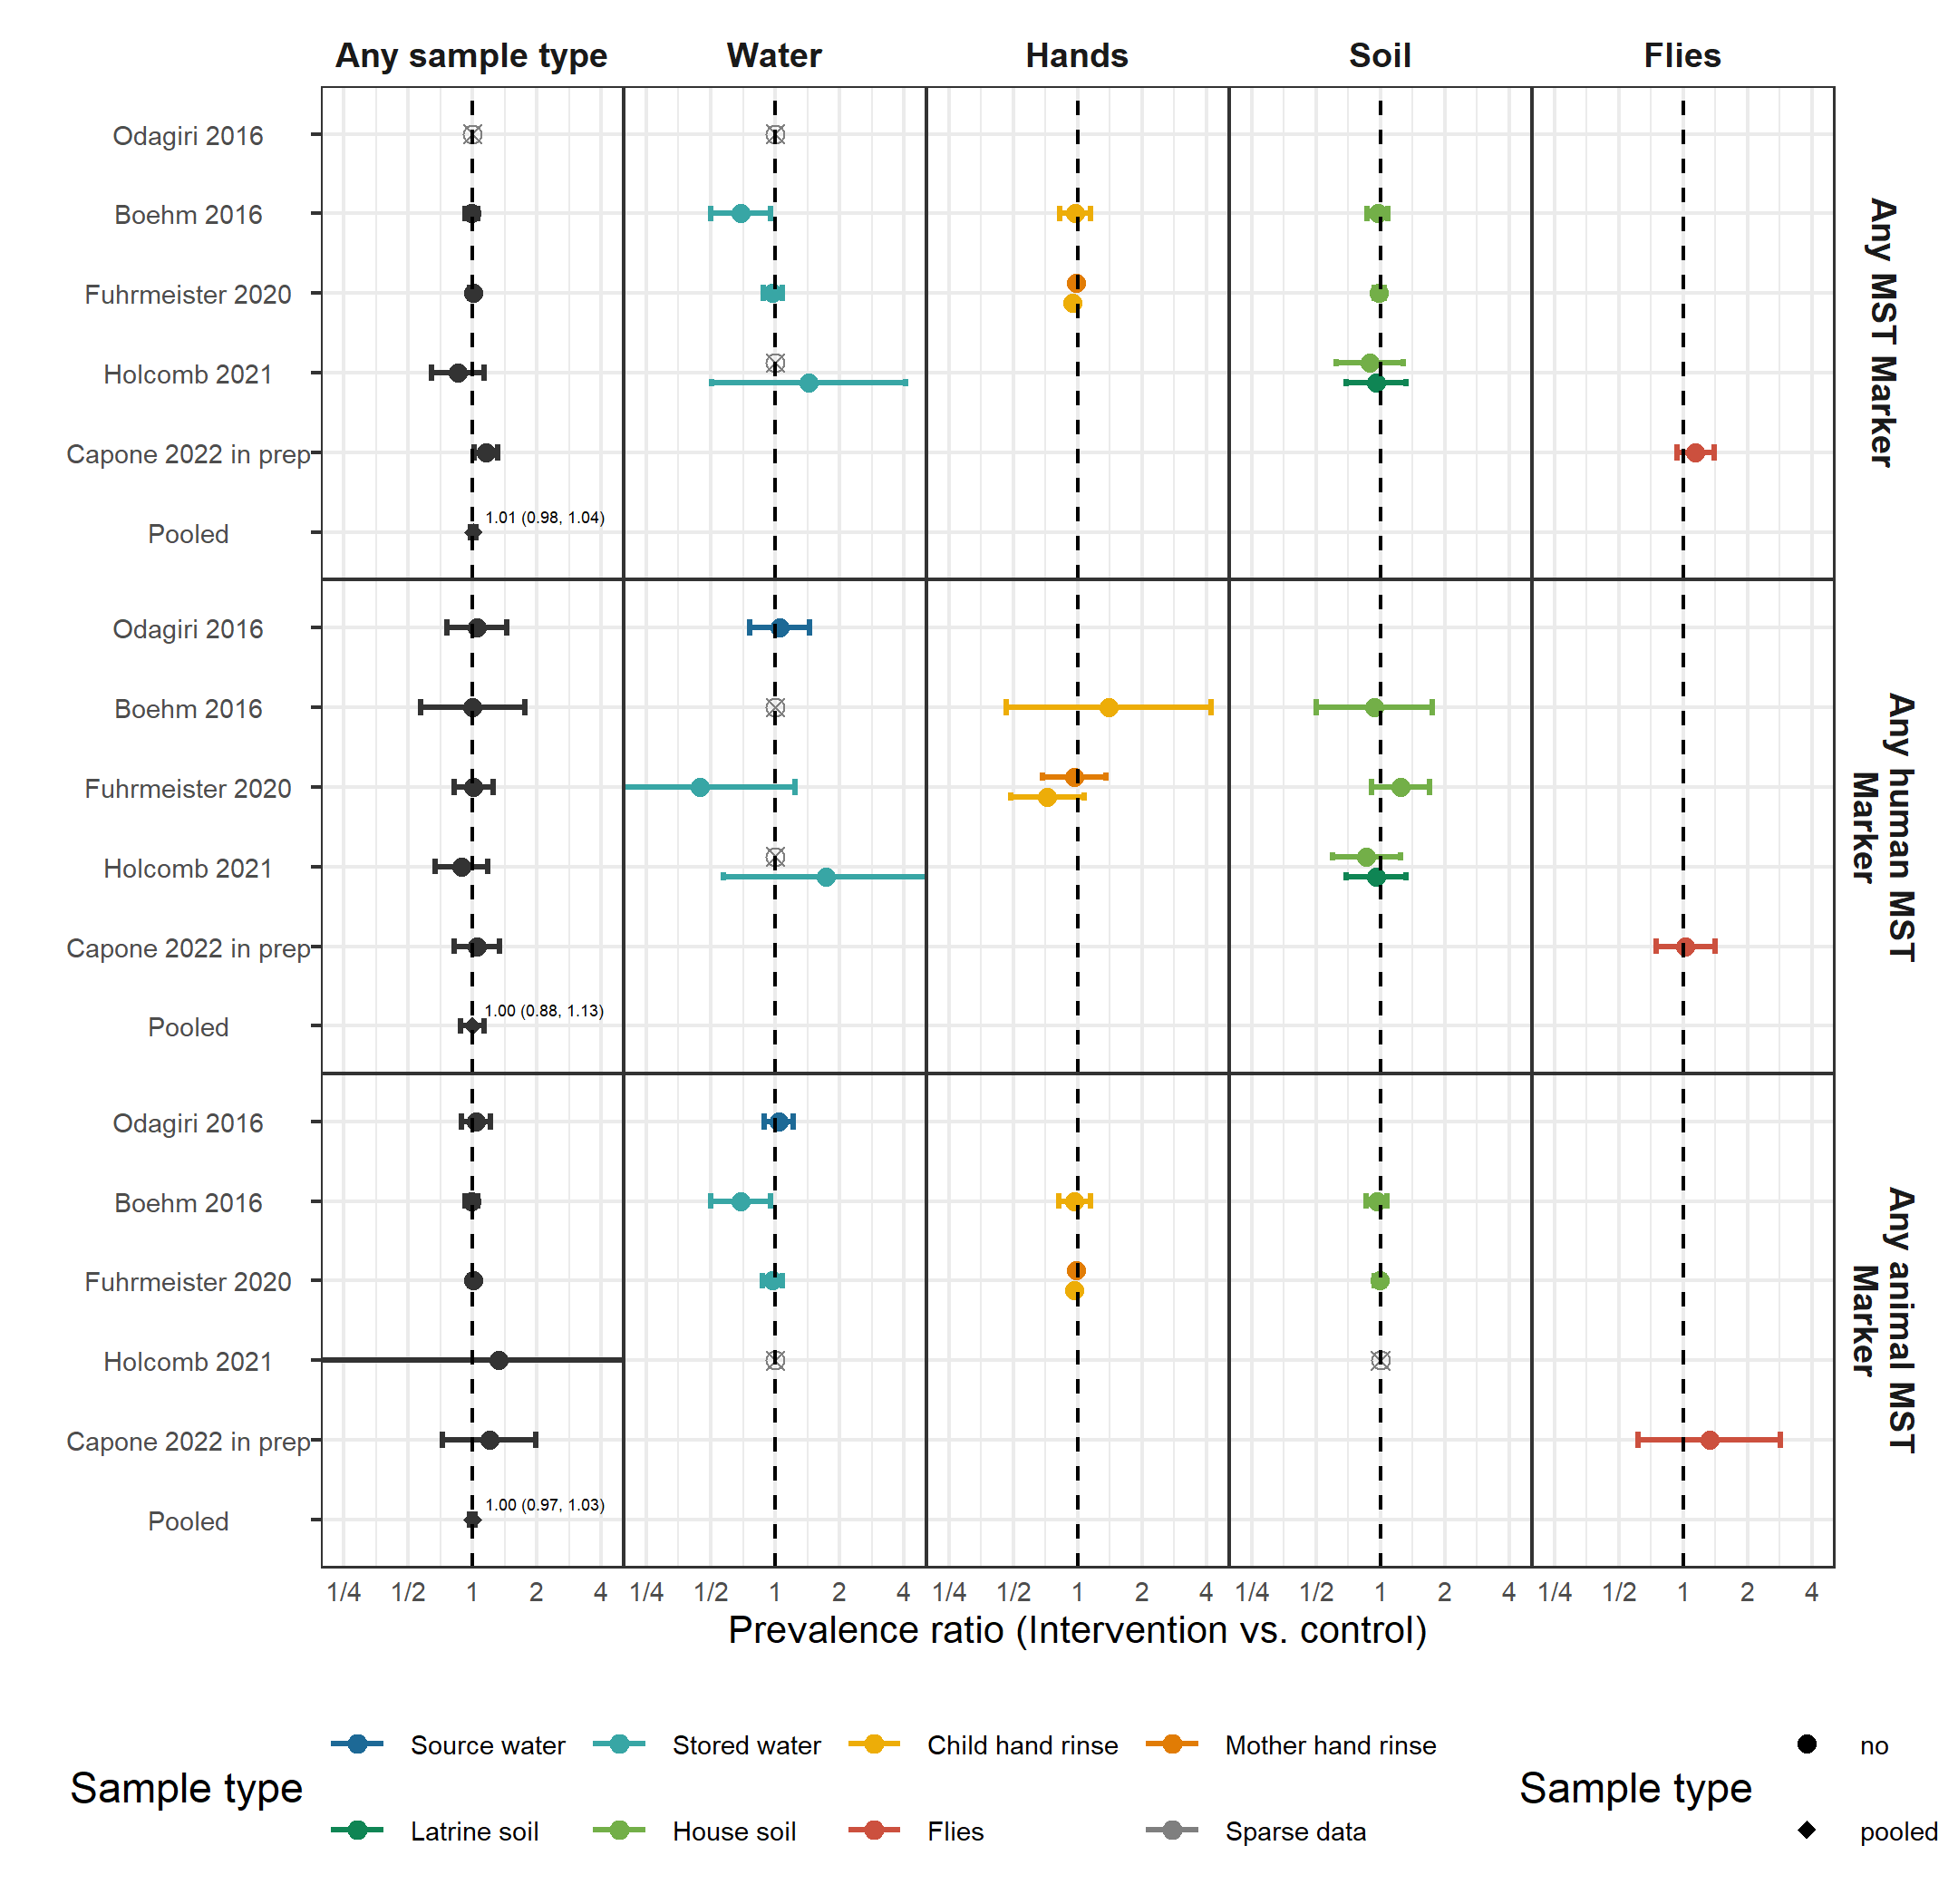 Any sample type Water Hands Soil Flies
Odagiri 2016
Boehm 2016
Fuhrmeister 2020
Holcomb 2021
Capone 2022 in prep
Pooled
1.01 (0.98, 1.04)
Any MST Marker
Odagiri 2016
Boehm 2016
Fuhrmeister 2020
Holcomb 2021
Capone 2022 in prep
Pooled
1.00 (0.88, 1.13)
Any human MST
Marker
Odagiri 2016
Boehm 2016
Fuhrmeister 2020
Holcomb 2021
Capone 2022 in prep
Pooled
1.00 (0.97, 1.03)
Any animal MST
Marker
1/4 1/2 1 2 4 1/4 1/2 1 2 4 1/4 1/2 1 2 4 1/4 1/2 1 2 4 1/4 1/2 1 2 4
Prevalence ratio (Intervention vs. control)
Sample type
Source water Stored water Child hand rinse Mother hand rinse
Latrine soil House soil Flies Sparse data
Sample type
no
pooled